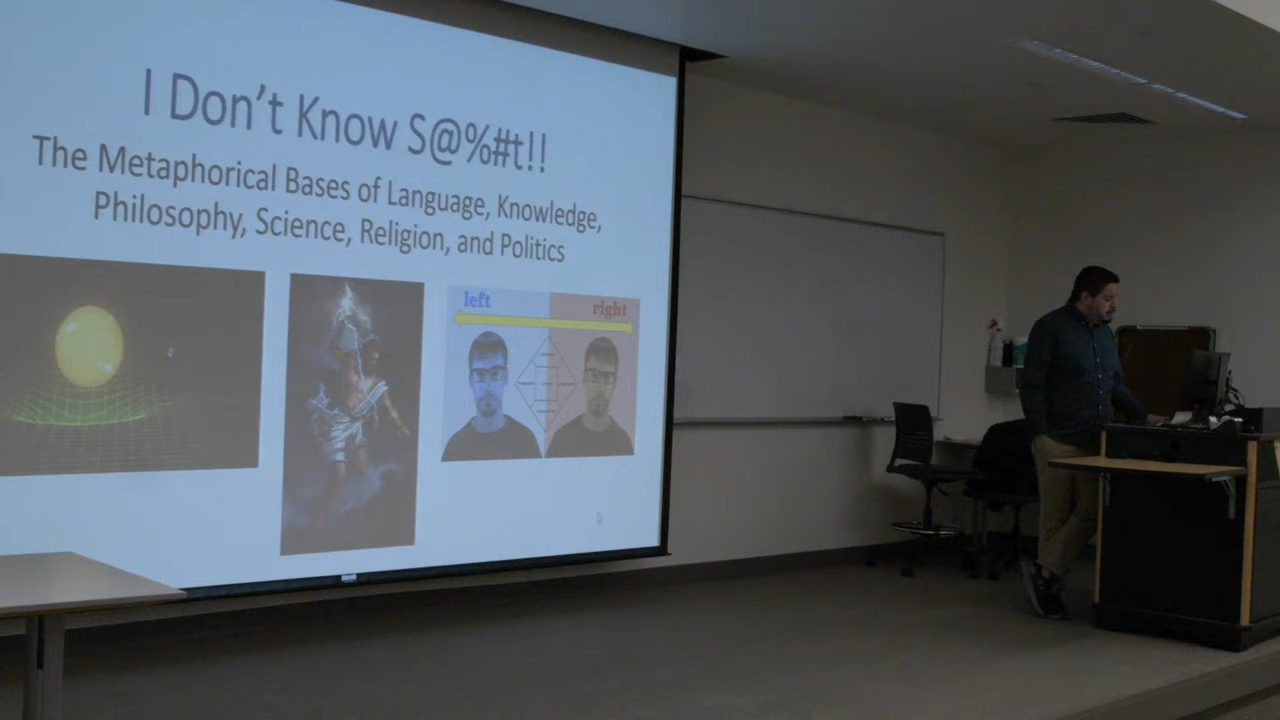 I Don't Know S@%#t!!
The Metaphorical Bases of Language, Knowledge,
Philosophy, Science, Religion, and Politics
left
right